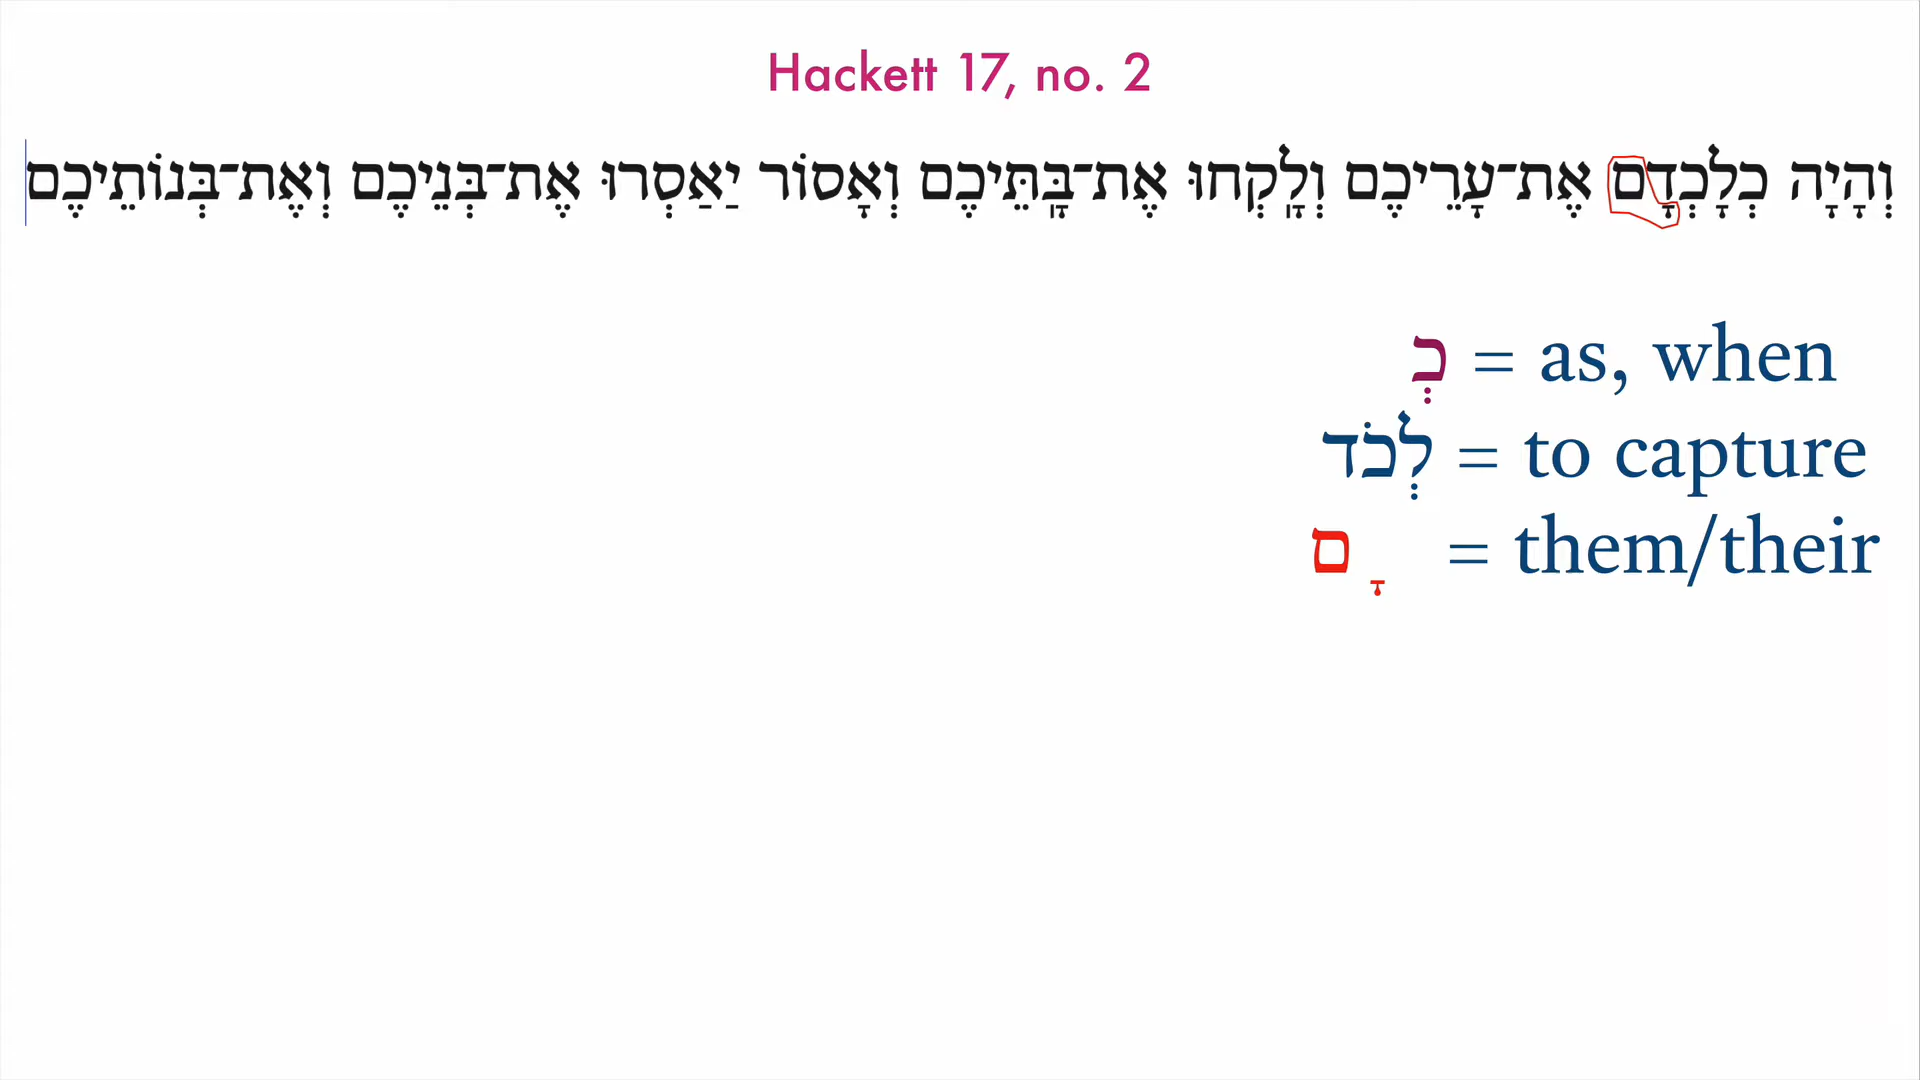 Hackett 17, no. 2
וְהָיָה כְלָכְדָם אֶת־עָרֵיכֶם וְלָֽקְחוּ אֶת־בָּֽתֵּיכֶם וְאָסוֹר יַאַסְרוּ אֶת־בְּנֵיכֶם וְאֶת־בְּנוֹתֵיכֶם
כְ = as, when
לְכֹד = to capture
ָם = them/their